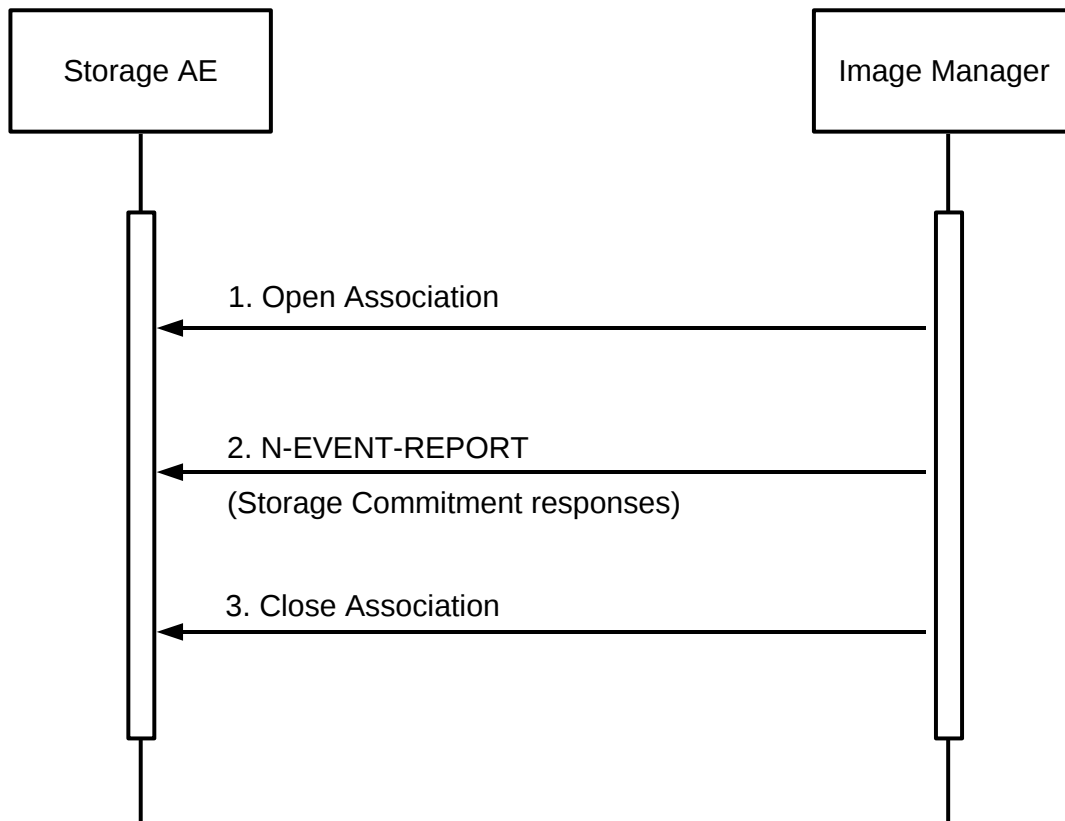 Storage AE
Image Manager
1. Open Association
2. N-EVENT-REPORT
(Storage Commitment responses)
3. Close Association